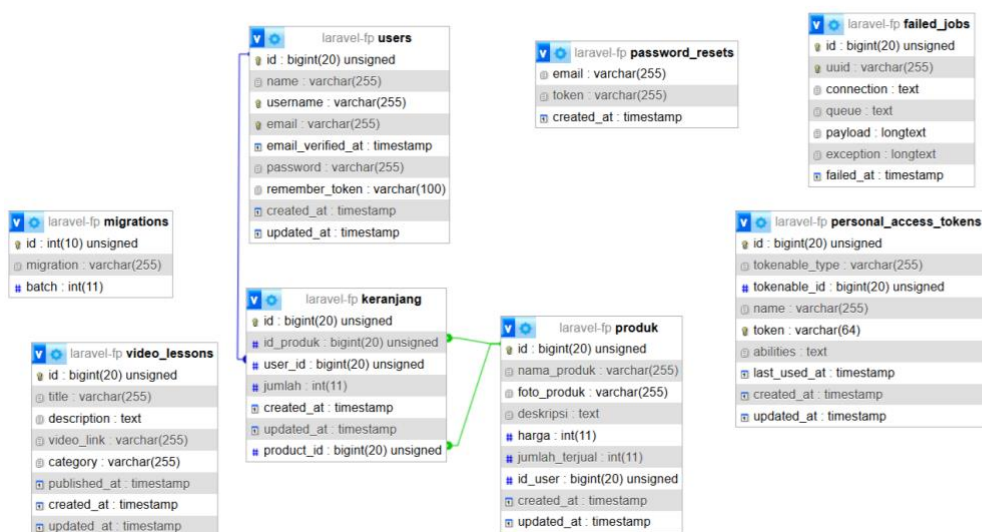 laravel-fp users
id : bigint(20) unsigned
name : varchar(255)
username : varchar(255)
email : varchar(255)
email_verified_at : timestamp
password : varchar(255)
remember_token : varchar(100)
created_at : timestamp
updated_at : timestamp
laravel-fp password_resets
email : varchar(255)
token : varchar(255)
created_at : timestamp
laravel-fp failed_jobs
id : bigint(20) unsigned
uuid : varchar(255)
connection : text
queue : text
payload : longtext
exception : longtext
failed_at : timestamp
laravel-fp migrations
id : int(10) unsigned
migration : varchar(255)
# batch : int(11)
laravel-fp personal_access_tokens
id : bigint(20) unsigned
tokenable_type : varchar(255)
# tokenable_id : bigint(20) unsigned
name : varchar(255)
token : varchar(64)
abilities : text
last_used_at : timestamp
created_at : timestamp
updated_at : timestamp
laravel-fp keranjang
id : bigint(20) unsigned
# id_produk : bigint(20) unsigned
# user_id : bigint(20) unsigned
# jumlah : int(11)
created_at : timestamp
updated_at : timestamp
# product_id : bigint(20) unsigned
laravel-fp produk
id : bigint(20) unsigned
nama_produk : varchar(255)
foto_produk : varchar(255)
deskripsi : text
# harga : int(11)
# jumlah_terjual : int(11)
# id_user : bigint(20) unsigned
created_at : timestamp
updated_at : timestamp
laravel-fp video_lessons
id : bigint(20) unsigned
title : varchar(255)
description : text
video_link : varchar(255)
category : varchar(255)
published_at : timestamp
created_at : timestamp
updated_at : timestamp